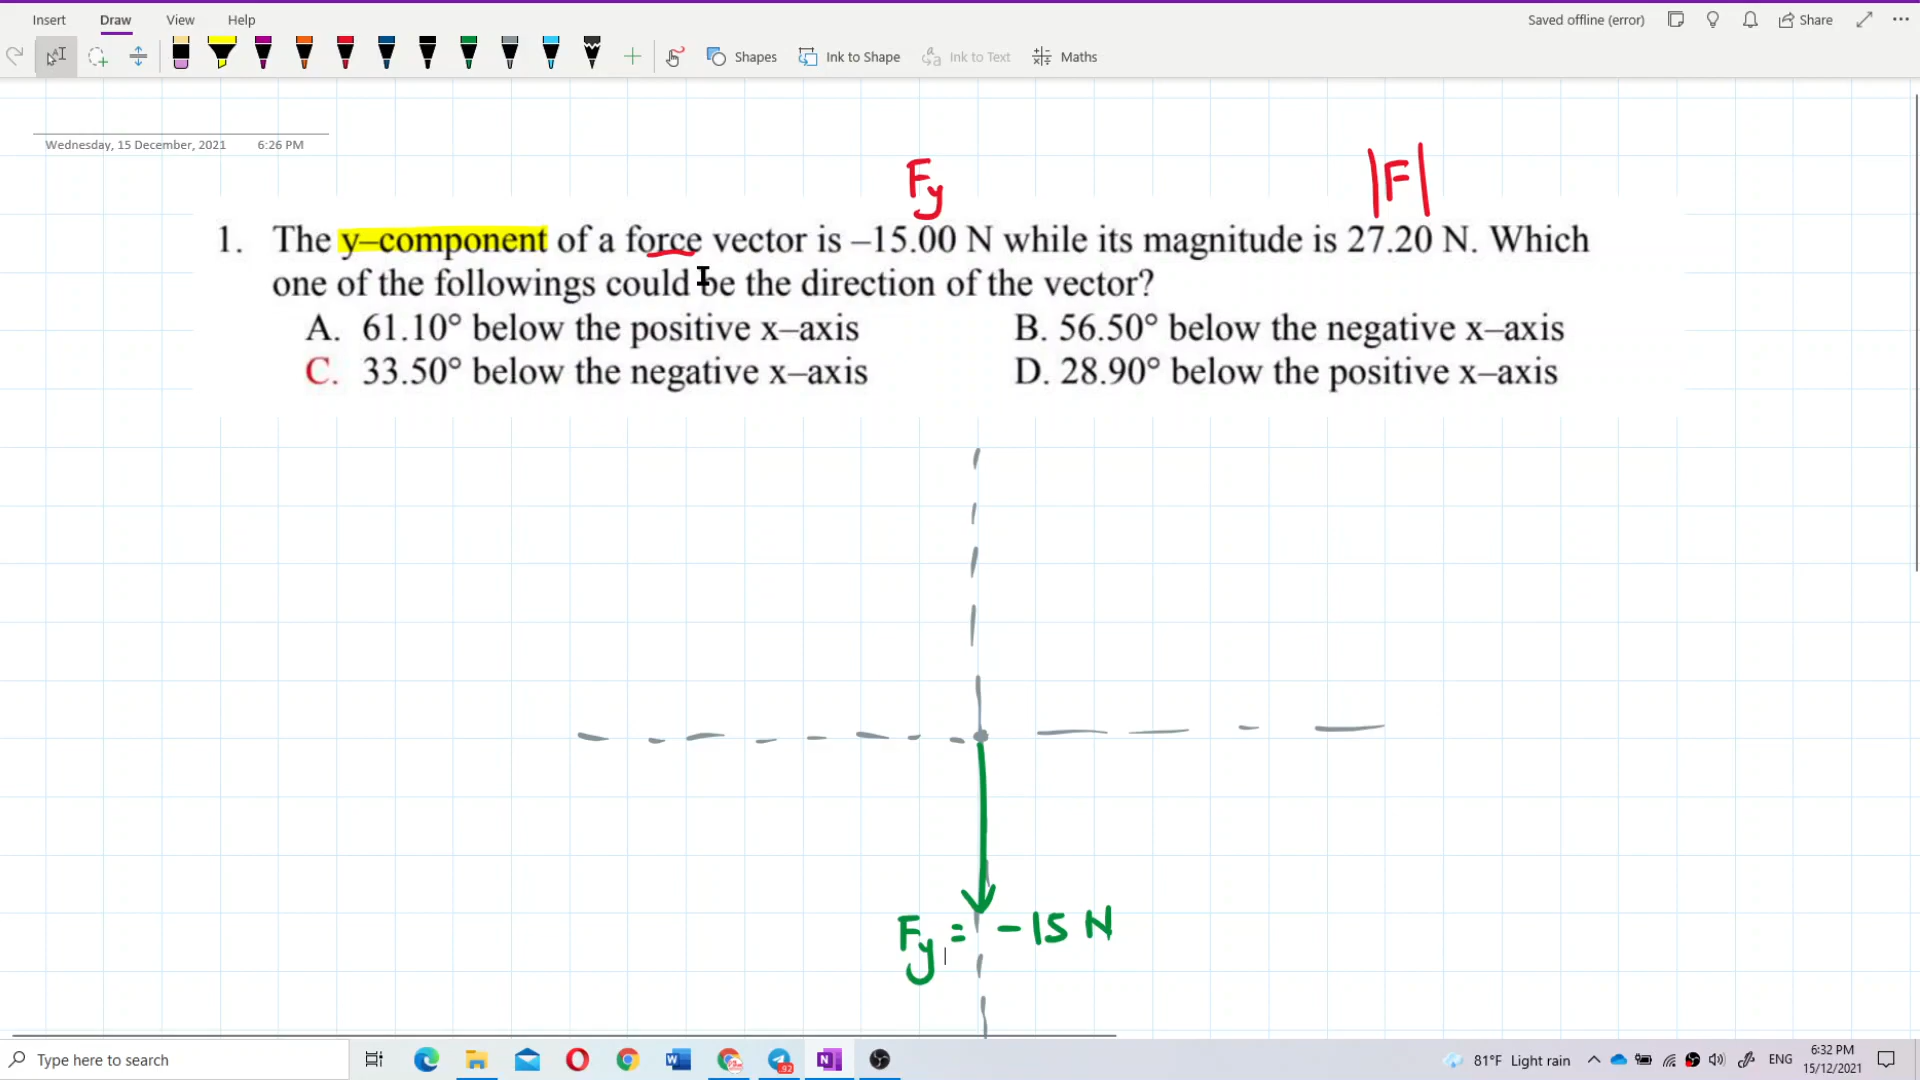 Insert Draw View Help Saved offline (error) Share
Shapes Ink to Shape Ink to Text Maths
Wednesday, 15 December, 2021 6:26 PM
Fy |F|
1. The y–component of a force vector is –15.00 N while its magnitude is 27.20 N. Which
one of the followings could be the direction of the vector?
A. 61.10° below the positive x–axis B. 56.50° below the negative x–axis
C. 33.50° below the negative x–axis D. 28.90° below the positive x–axis
Fy = -15 N
Type here to search 92 81°F Light rain ENG 6:32 PM
15/12/2021